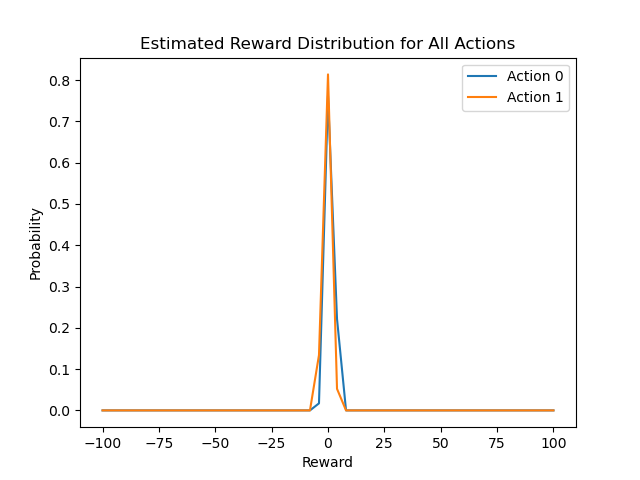 Estimated Reward Distribution for All Actions
Action 0
Action 1
Probability
0.8
0.7
0.6
0.5
0.4
0.3
0.2
0.1
0.0
−100 −75 −50 −25 0 25 50 75 100
Reward